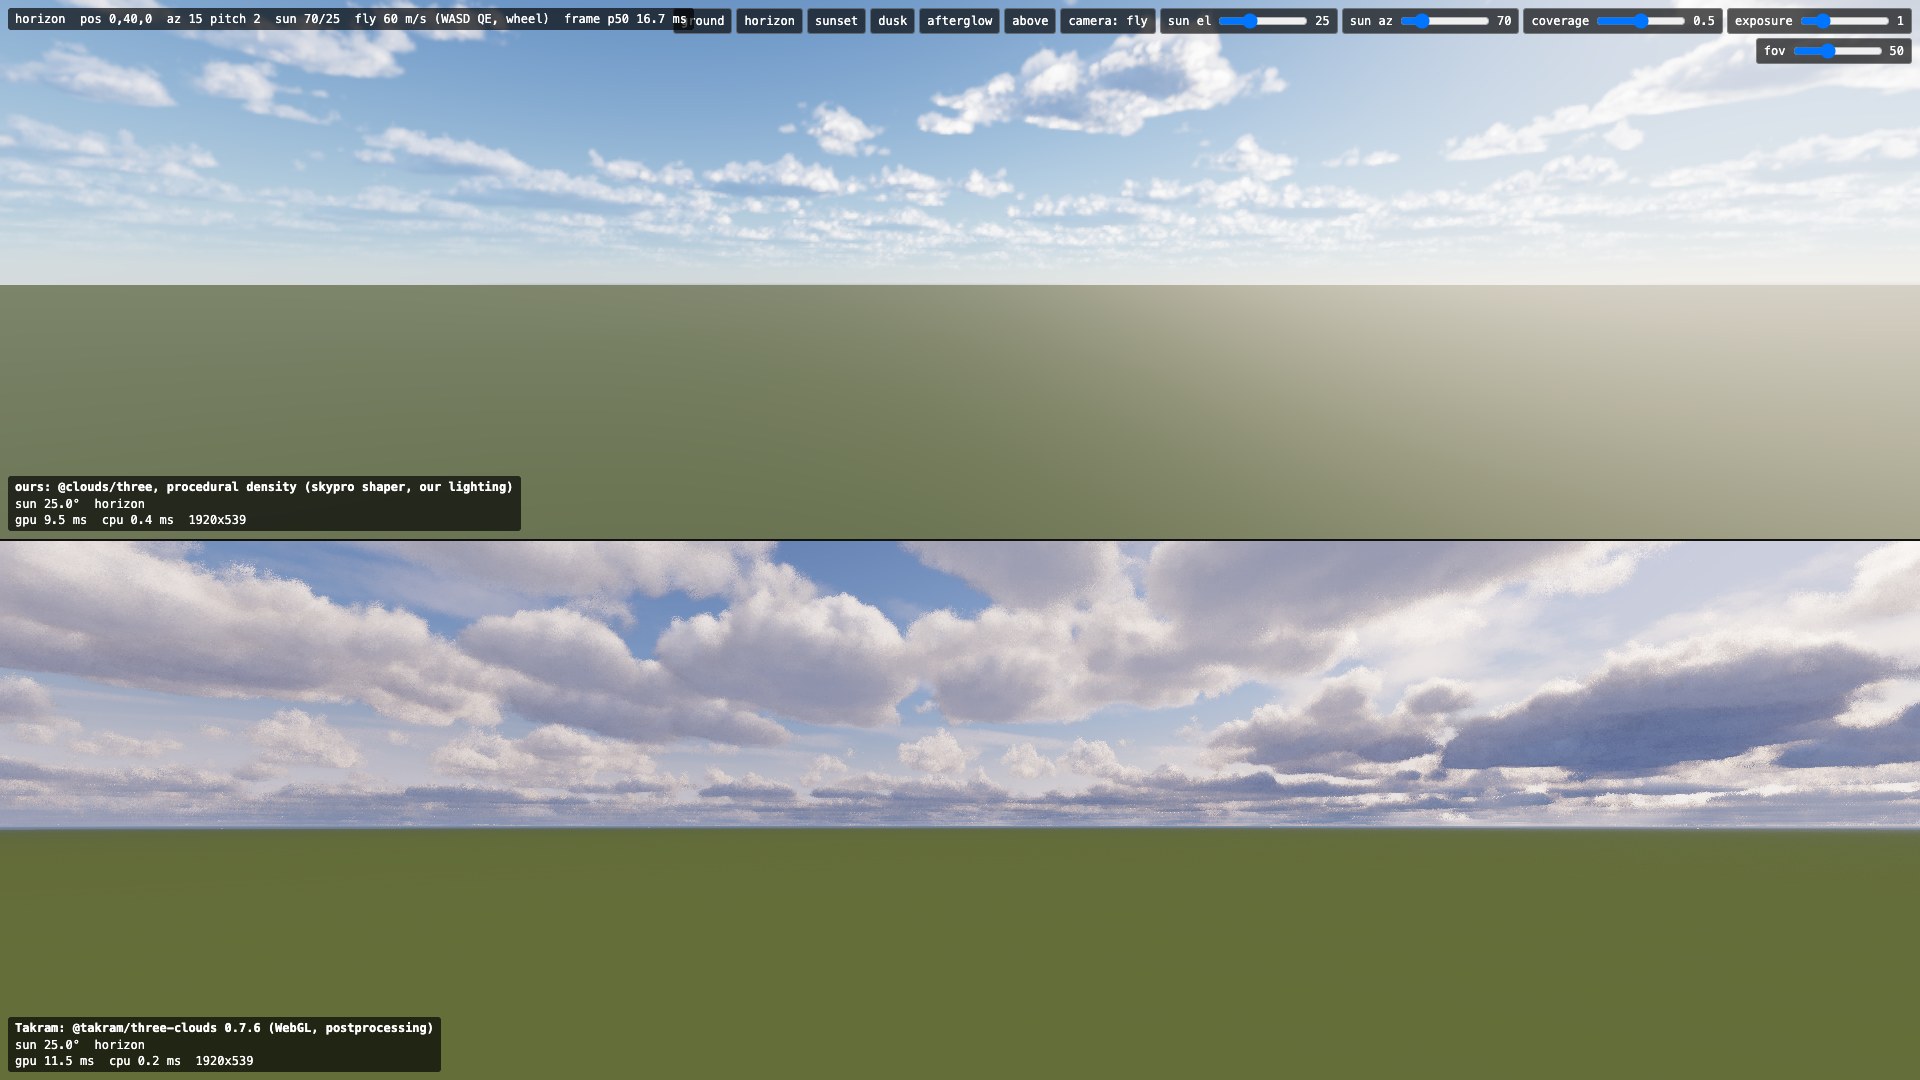 horizon pos 0,40,0 az 15 pitch 2 sun 70/25 fly 60 m/s (WASD QE, wheel) frame p50 16.7 ms
horizon sunset dusk afterglow above camera: fly sun el 25 sun az 70 coverage 0.5 exposure 1
fov 50
ours: @clouds/three, procedural density (skypro shaper, our lighting)
sun 25.0° horizon
gpu 9.5 ms cpu 0.4 ms 1920x539
Takram: @takram/three-clouds 0.7.6 (WebGL, postprocessing)
sun 25.0° horizon
gpu 11.5 ms cpu 0.2 ms 1920x539